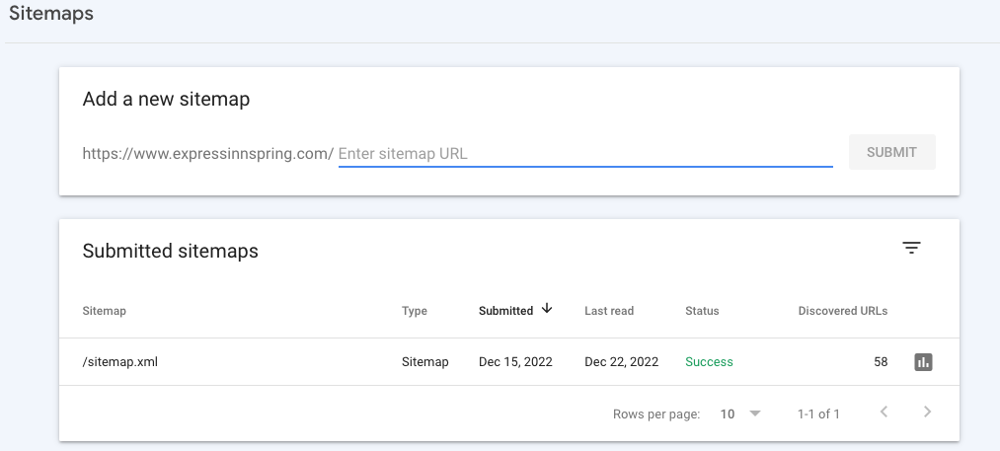 Sitemaps
Add a new sitemap
https://www.expressinnspring.com/ Enter sitemap URL SUBMIT
Submitted sitemaps
Sitemap Type Submitted Last read Status Discovered URLs
/sitemap.xml Sitemap Dec 15, 2022 Dec 22, 2022 Success 58
Rows per page: 10 1-1 of 1